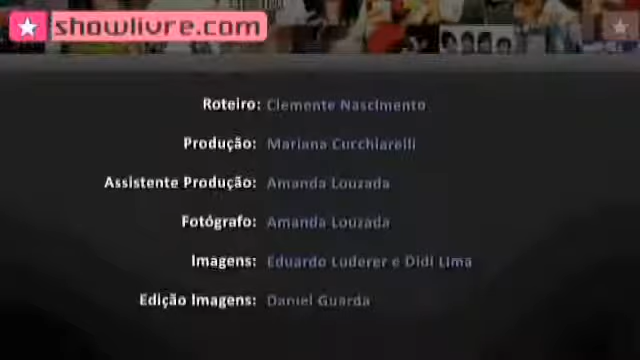 showlivre.com
Roteiro: Clemente Nascimento
Produção: Mariana Cucchiarelli
Assistente Produção: Amanda Louzada
Fotógrafo: Amanda Louzada
Imagens: Eduardo Luderer e Didi Lima
Edição Imagens: Daniel Guarda